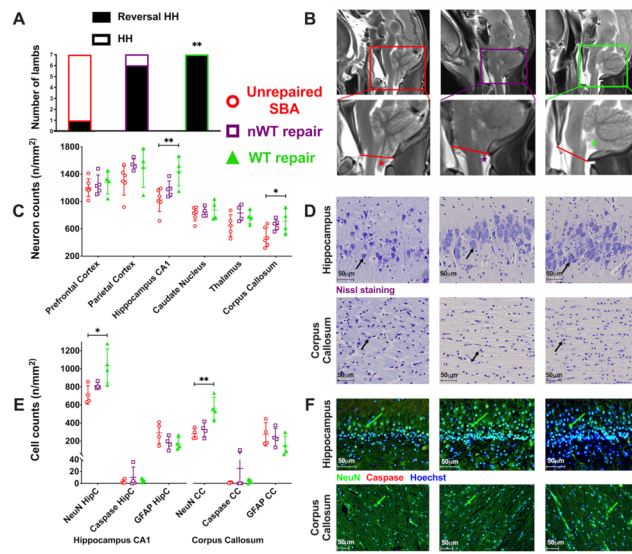 A
Reversal HH
HH
**
Number of lambs
7
6
5
4
3
2
1
0
Unrepaired
SBA
nWT repair
WT repair
B
*
*
*
C
Neuron counts (n/mm²)
1400
1000
600
200
**
*
Prefrontal Cortex
Parietal Cortex
Hippocampus CA1
Caudate Nucleus
Thalamus
Corpus Callosum
D
Hippocampus
50µm
50µm
50µm
Nissl staining
Corpus
Callosum
50µm
50µm
50µm
E
Cell counts (n/mm²)
1200
1000
800
600
400
200
40
20
0
*
**
NeuN HipC
Caspase HipC
GFAP HipC
NeuN CC
Caspase CC
GFAP CC
Hippocampus CA1
Corpus Callosum
F
Hippocampus
50µm
50µm
50µm
NeuN Caspase Hoechst
Corpus
Callosum
50µm
50µm
50µm